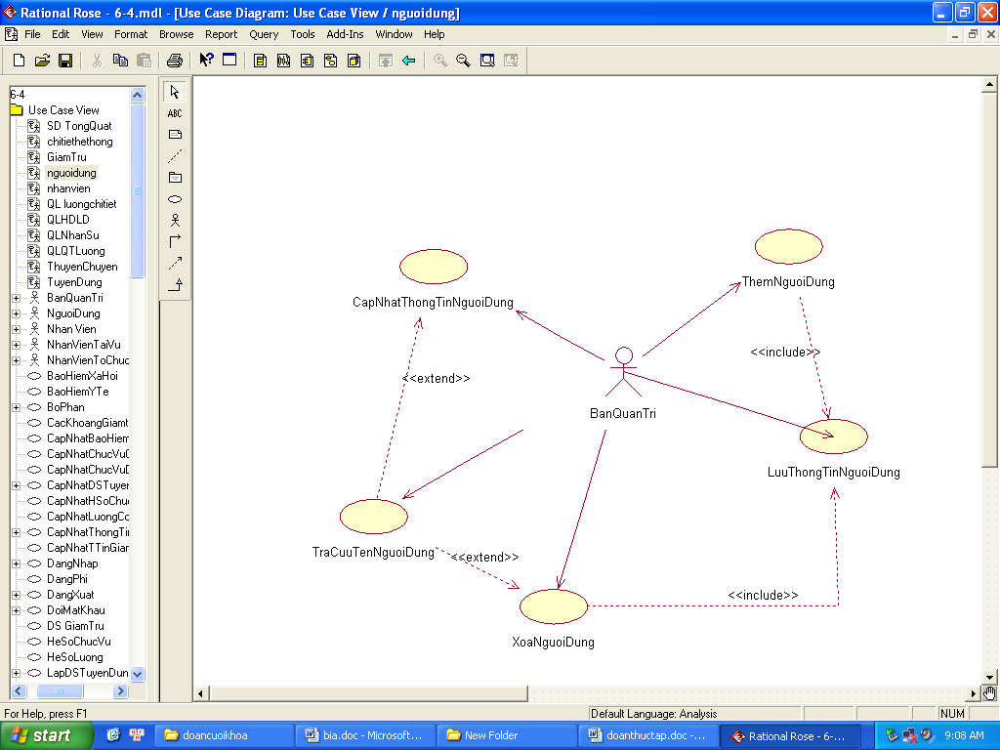 Rational Rose - 6-4.mdl - [Use Case Diagram: Use Case View / nguoidung]
File Edit View Format Browse Report Query Tools Add-Ins Window Help
6-4
Use Case View
SD TongQuat
chitiethethong
GiamTru
nguoidung
nhanvien
QL luongchitiet
QLHDLD
QLNhanSu
QLQTLuong
ThuyenChuyen
TuyenDung
BanQuanTri
NguoiDung
Nhan Vien
NhanVienTaiVu
NhanVienToChuc
BaoHiemXaHoi
BaoHiemYTe
BoPhan
CacKhoangGiamt
CapNhatBaoHiem
CapNhatChucVuC
CapNhatChucVuD
CapNhatDSTuyen
CapNhatHSoChuc
CapNhatLuongCo
CapNhatThongTin
CapNhatTTinGiam
DangNhap
DangPhi
DangXuat
DoiMatKhau
DS GiamTru
HeSoChucVu
HeSoLuong
LapDSTuyenDun
ABC
ThemNguoiDung
CapNhatThongTinNguoiDung
<<include>>
<<extend>>
BanQuanTri
LuuThongTinNguoiDung
TraCuuTenNguoiDung
<<extend>>
<<include>>
XoaNguoiDung
For Help, press F1
Default Language: Analysis
NUM
start
doancuoikhoa
bia.doc - Microsoft...
New Folder
doanthuctap.doc -...
Rational Rose - 6-...
9:08 AM